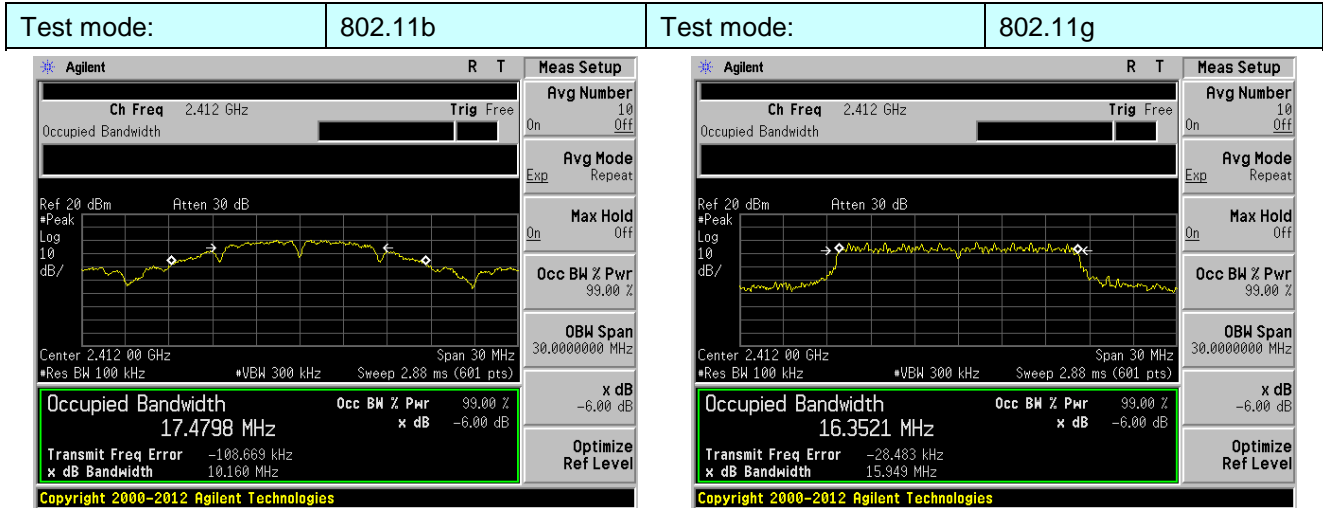 Test mode: 802.11b Test mode: 802.11g
Agilent R T Meas Setup
Ch Freq 2.412 GHz Trig Free
Occupied Bandwidth
Avg Number
10
On Off
Avg Mode
Exp Repeat
Ref 20 dBm Atten 30 dB
#Peak
Log
10
dB/
Max Hold
On Off
Occ BW % Pwr
99.00 %
OBW Span
30.0000000 MHz
Center 2.412 00 GHz Span 30 MHz
#Res BW 100 kHz #VBW 300 kHz Sweep 2.88 ms (601 pts)
x dB
-6.00 dB
Occupied Bandwidth Occ BW % Pwr 99.00 %
17.4798 MHz x dB -6.00 dB
Transmit Freq Error -108.669 kHz
x dB Bandwidth 10.160 MHz
Optimize
Ref Level
Copyright 2000-2012 Agilent Technologies
Agilent R T Meas Setup
Ch Freq 2.412 GHz Trig Free
Occupied Bandwidth
Avg Number
10
On Off
Avg Mode
Exp Repeat
Ref 20 dBm Atten 30 dB
#Peak
Log
10
dB/
Max Hold
On Off
Occ BW % Pwr
99.00 %
OBW Span
30.0000000 MHz
Center 2.412 00 GHz Span 30 MHz
#Res BW 100 kHz #VBW 300 kHz Sweep 2.88 ms (601 pts)
x dB
-6.00 dB
Occupied Bandwidth Occ BW % Pwr 99.00 %
16.3521 MHz x dB -6.00 dB
Transmit Freq Error -28.483 kHz
x dB Bandwidth 15.949 MHz
Optimize
Ref Level
Copyright 2000-2012 Agilent Technologies